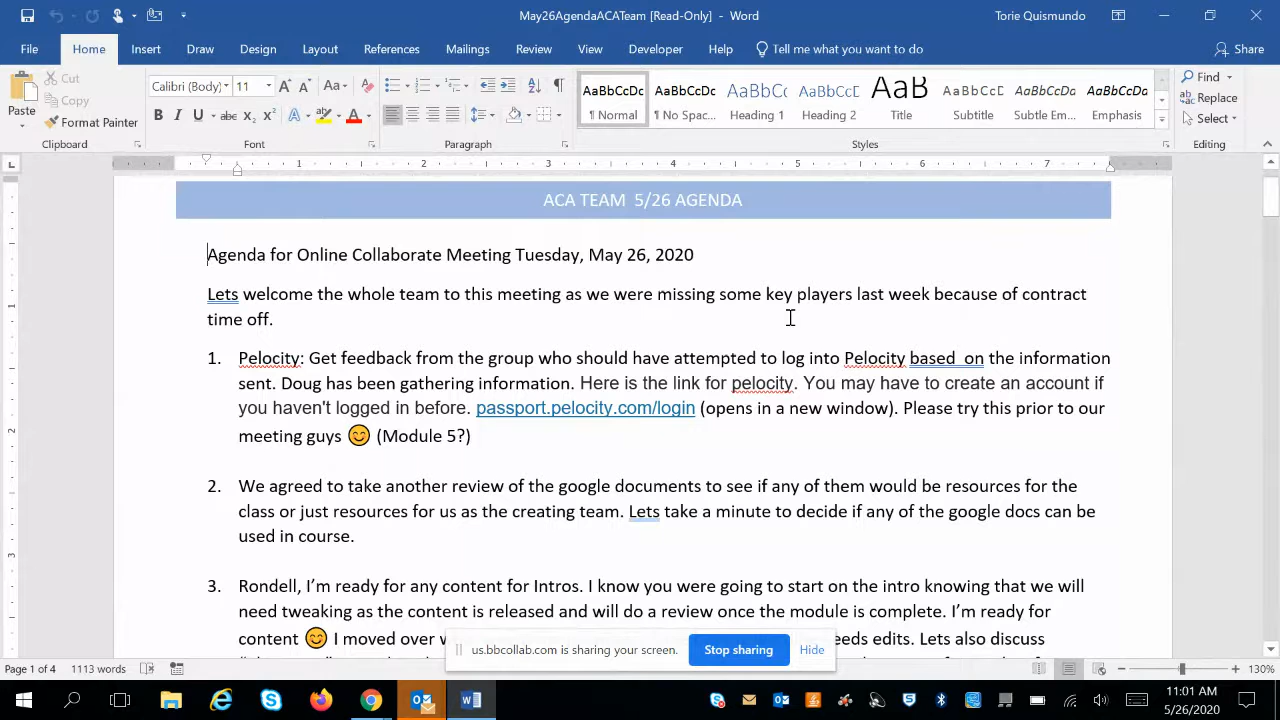 May26AgendaACATeam [Read-Only] - Word
Torie Quismundo
File Home Insert Draw Design Layout References Mailings Review View Developer Help Tell me what you want to do Share
Paste
Cut
Copy
Format Painter
Clipboard
Calibri (Body) 11
Font
Paragraph
AaBbCcDc ¶ Normal
AaBbCcDc ¶ No Spac...
AaBbCc Heading 1
AaBbCcC Heading 2
AaB Title
AaBbCcD Subtitle
AaBbCcDc Subtle Em...
AaBbCcDc Emphasis
Styles
Find
Replace
Select
Editing
1 2 3 4 5 6 7
ACA TEAM 5/26 AGENDA
Agenda for Online Collaborate Meeting Tuesday, May 26, 2020
Lets welcome the whole team to this meeting as we were missing some key players last week because of contract
time off.
1. Pelocity: Get feedback from the group who should have attempted to log into Pelocity based on the information
sent. Doug has been gathering information. Here is the link for pelocity. You may have to create an account if
you haven't logged in before. passport.pelocity.com/login (opens in a new window). Please try this prior to our
meeting guys 😊 (Module 5?)
2. We agreed to take another review of the google documents to see if any of them would be resources for the
class or just resources for us as the creating team. Lets take a minute to decide if any of the google docs can be
used in course.
3. Rondell, I'm ready for any content for Intros. I know you were going to start on the intro knowing that we will
need tweaking as the content is released and will do a review once the module is complete. I'm ready for
content 😊 I moved over eeds edits. Lets also discuss
us.bbcollab.com is sharing your screen. Stop sharing Hide
Page 1 of 4 1113 words 130%
11:01 AM
5/26/2020